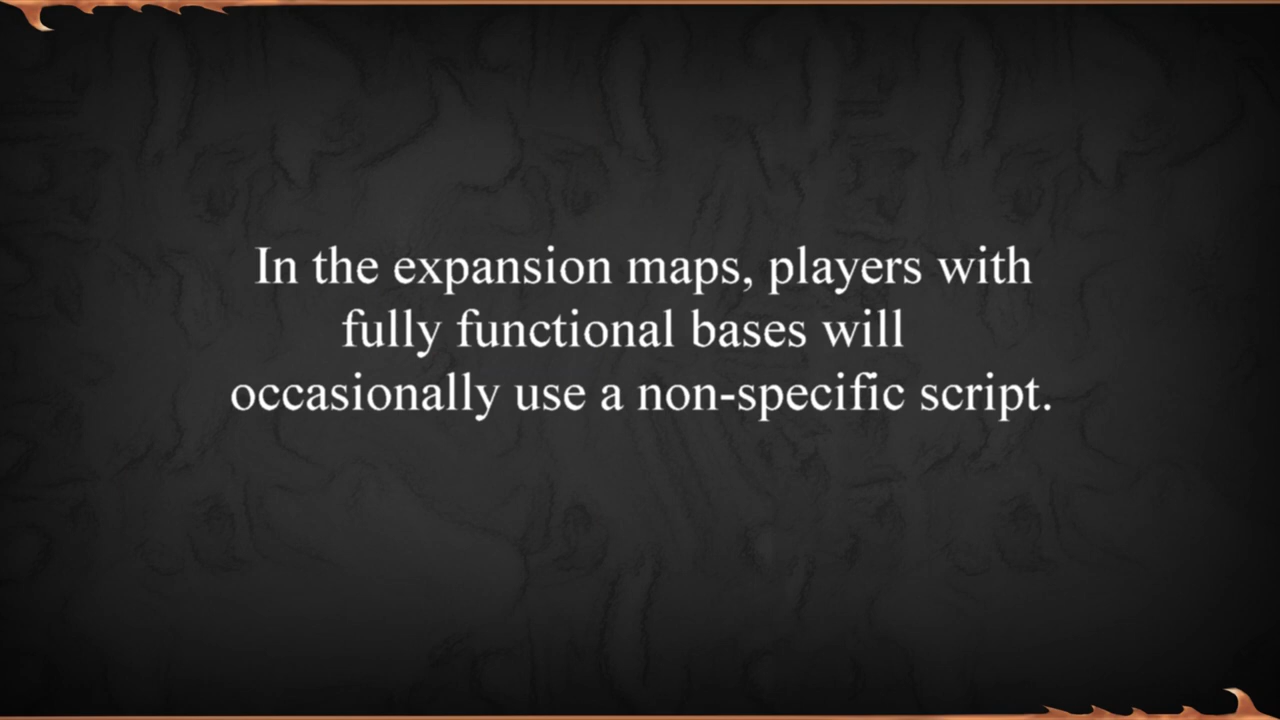 In the expansion maps, players with
fully functional bases will
occasionally use a non-specific script.